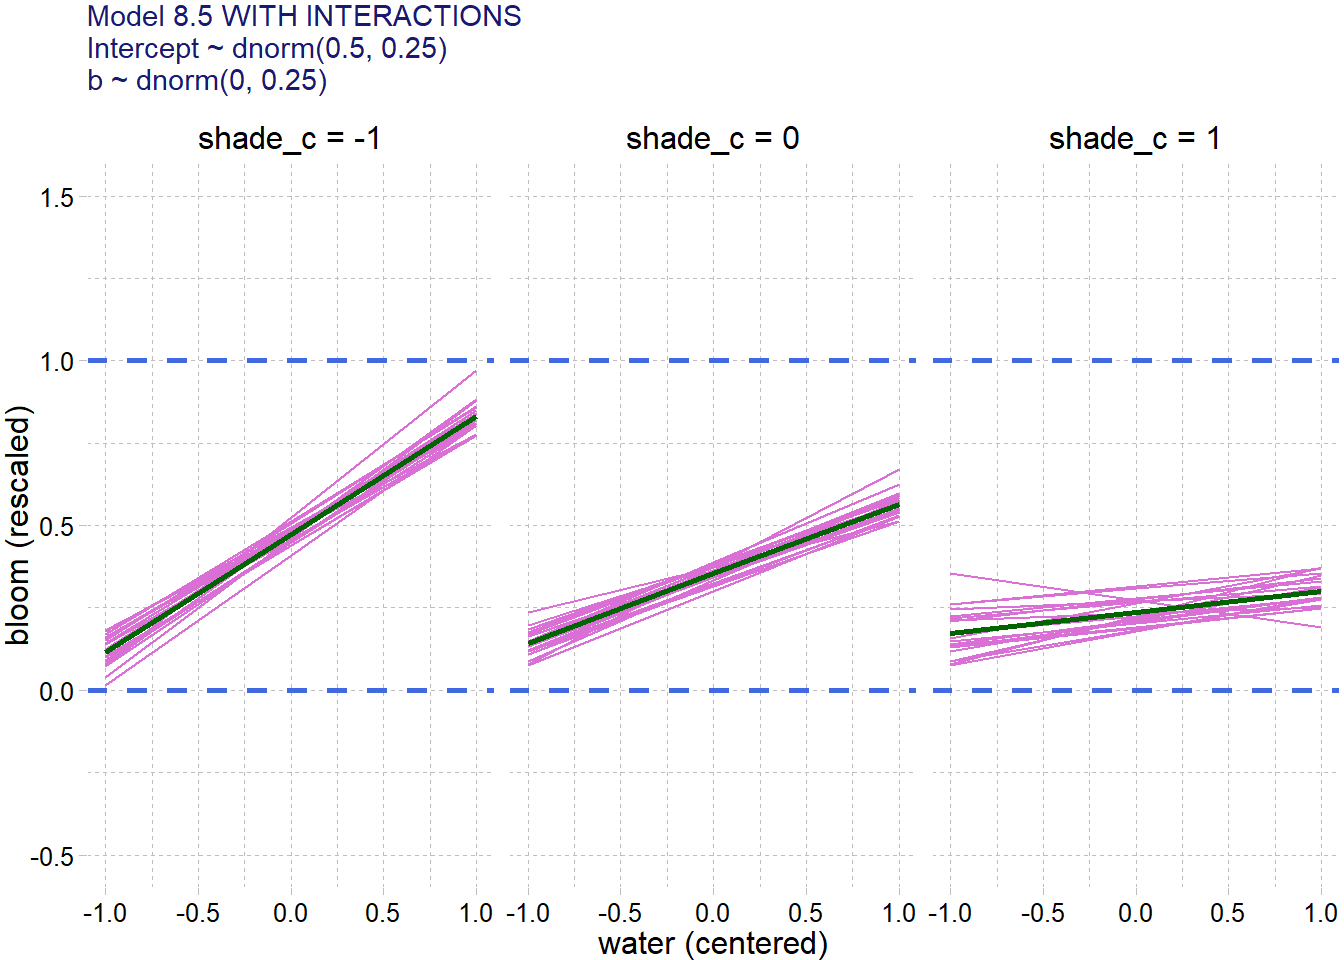 Model 8.5 WITH INTERACTIONS
Intercept ~ dnorm(0.5, 0.25)
b ~ dnorm(0, 0.25)
shade_c = -1 shade_c = 0 shade_c = 1
1.5
1.0
0.5
0.0
-0.5
bloom (rescaled)
-1.0 -0.5 0.0 0.5 1.0 -1.0 -0.5 0.0 0.5 1.0 -1.0 -0.5 0.0 0.5 1.0
water (centered)